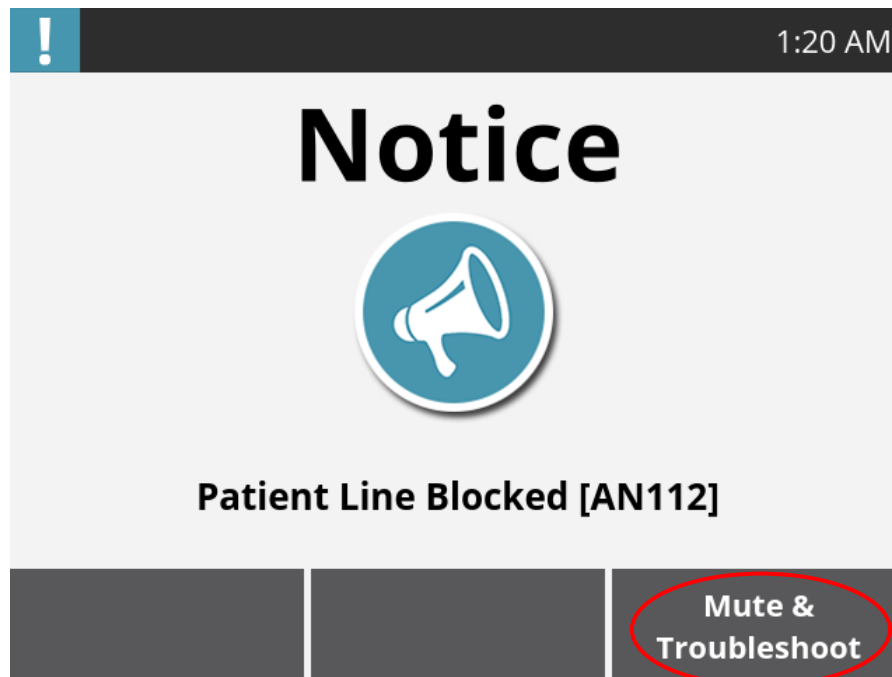 ! 1:20 AM
Notice
Patient Line Blocked [AN112]
Mute &
Troubleshoot